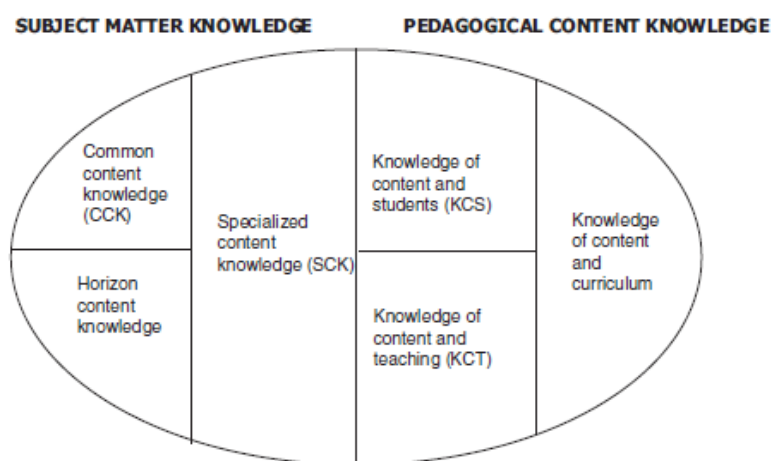 SUBJECT MATTER KNOWLEDGE
PEDAGOGICAL CONTENT KNOWLEDGE
Common
content
knowledge
(CCK)
Horizon
content
knowledge
Specialized
content
knowledge (SCK)
Knowledge of
content and
students (KCS)
Knowledge of
content and
teaching (KCT)
Knowledge
of content
and
curriculum